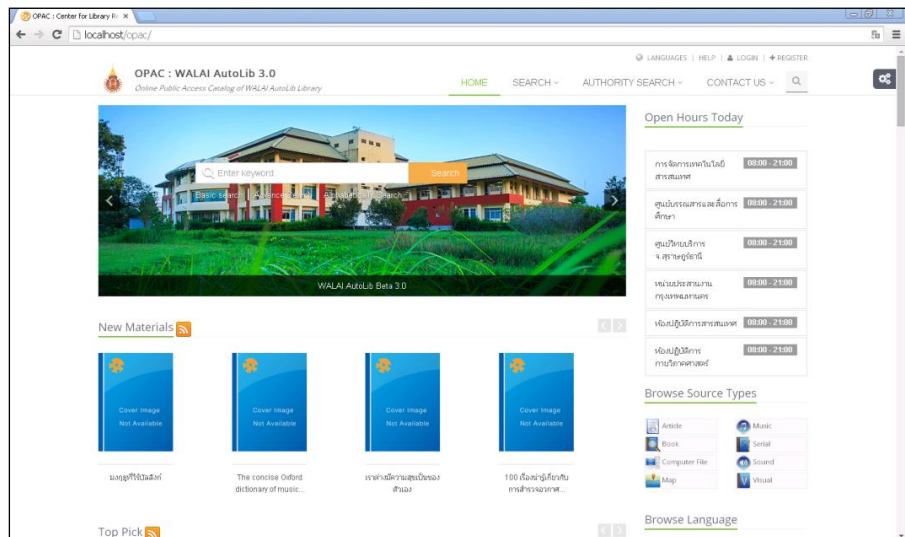 OPAC : Center for Library Re
localhost/opac/
LANGUAGES | HELP | LOGIN | + REGISTER
OPAC : WALAI AutoLib 3.0
Online Public Access Catalog of WALAI AutoLib Library
HOME SEARCH AUTHORITY SEARCH CONTACT US
Enter keyword Search
Basic search | Advanced search | Alphabetical Search
WALAI AutoLib Beta 3.0
Open Hours Today
การจัดการเทคโนโลยี 08:00 - 21:00
สารสนเทศ
ศูนย์บรรณสารและสื่อการ 08:00 - 21:00
ศึกษา
ศูนย์วิทยบริการ 08:00 - 21:00
จ.สุราษฎร์ธานี
หน่วยประสานงาน 08:00 - 21:00
กรุงเทพมหานคร
ห้องปฏิบัติการสารสนเทศ 08:00 - 21:00
ห้องปฏิบัติการ 08:00 - 21:00
กายวิภาคศาสตร์
New Materials
Cover Image
Not Available
Cover Image
Not Available
Cover Image
Not Available
Cover Image
Not Available
มงกุฎที่ไร้บัลลังก์
The concise Oxford
dictionary of music...
เราต่างมีความสุขเป็นของ
ตัวเอง
100 เรื่องน่ารู้เกี่ยวกับ
การสำรวจอวกาศ...
Browse Source Types
Article Music
Book Serial
Computer File Sound
Map Visual
Top Pick
Browse Language